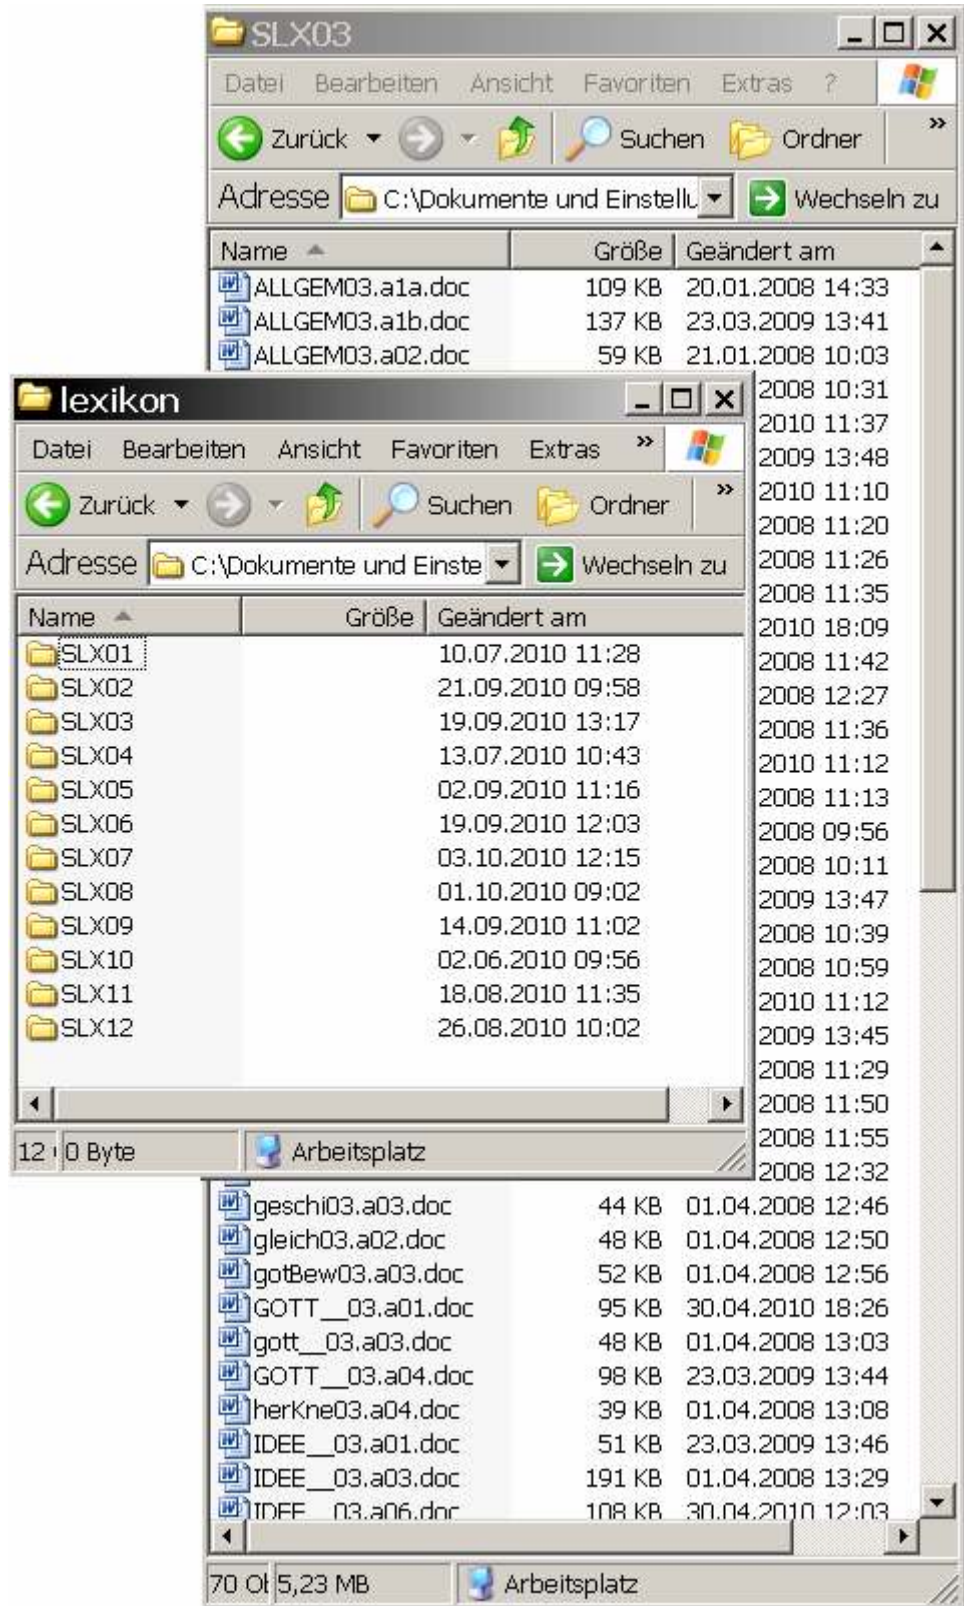 SLX03
Datei Bearbeiten Ansicht Favoriten Extras ?
Zurück Suchen Ordner »
Adresse C:\Dokumente und Einstellu Wechseln zu
Name Größe Geändert am
ALLGEM03.a1a.doc 109 KB 20.01.2008 14:33
ALLGEM03.a1b.doc 137 KB 23.03.2009 13:41
ALLGEM03.a02.doc 59 KB 21.01.2008 10:03
2008 10:31
2010 11:37
2009 13:48
2010 11:10
2008 11:20
2008 11:26
2008 11:35
2010 18:09
2008 11:42
2008 12:27
2008 11:36
2010 11:12
2008 11:13
2008 09:56
2008 10:11
2009 13:47
2008 10:39
2008 10:59
2010 11:12
2009 13:45
2008 11:29
2008 11:50
2008 11:55
2008 12:32
geschi03.a03.doc 44 KB 01.04.2008 12:46
gleich03.a02.doc 48 KB 01.04.2008 12:50
gotBew03.a03.doc 52 KB 01.04.2008 12:56
GOTT__03.a01.doc 95 KB 30.04.2010 18:26
gott__03.a03.doc 48 KB 01.04.2008 13:03
GOTT__03.a04.doc 98 KB 23.03.2009 13:44
herKne03.a04.doc 39 KB 01.04.2008 13:08
IDEE__03.a01.doc 51 KB 23.03.2009 13:46
IDEE__03.a03.doc 191 KB 01.04.2008 13:29
IDEE__03.a06.doc 108 KB 30.04.2010 12:03
70 Ob 5,23 MB Arbeitsplatz
lexikon
Datei Bearbeiten Ansicht Favoriten Extras »
Zurück Suchen Ordner »
Adresse C:\Dokumente und Einste Wechseln zu
Name Größe Geändert am
SLX01 10.07.2010 11:28
SLX02 21.09.2010 09:58
SLX03 19.09.2010 13:17
SLX04 13.07.2010 10:43
SLX05 02.09.2010 11:16
SLX06 19.09.2010 12:03
SLX07 03.10.2010 12:15
SLX08 01.10.2010 09:02
SLX09 14.09.2010 11:02
SLX10 02.06.2010 09:56
SLX11 18.08.2010 11:35
SLX12 26.08.2010 10:02
12 0 Byte Arbeitsplatz